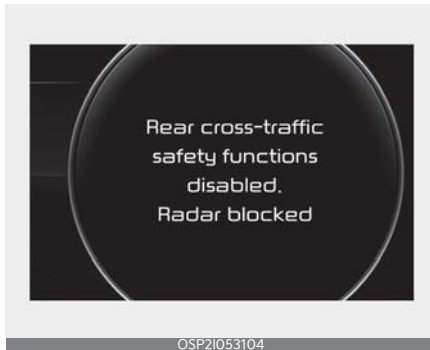 Rear cross-traffic
safety functions
disabled.
Radar blocked
OSP2I053104